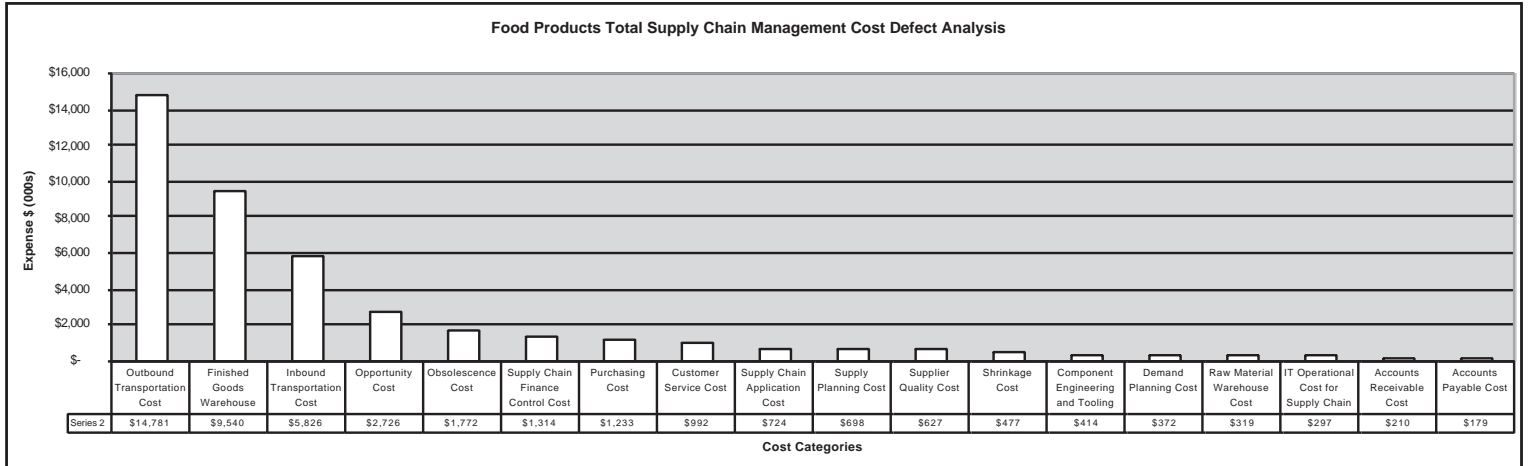 Food Products Total Supply Chain Management Cost Defect Analysis
Expense $ (000s)
$16,000
$14,000
$12,000
$10,000
$8,000
$6,000
$4,000
$2,000
$-
Outbound
Transportation
Cost
Finished
Goods
Warehouse
Inbound
Transportation
Cost
Opportunity
Cost
Obsolescence
Cost
Supply Chain
Finance
Control Cost
Purchasing
Cost
Customer
Service Cost
Supply Chain
Application
Cost
Supply
Planning Cost
Supplier
Quality Cost
Shrinkage
Cost
Component
Engineering
and Tooling
Demand
Planning Cost
Raw Material
Warehouse
Cost
IT Operational
Cost for
Supply Chain
Accounts
Receivable
Cost
Accounts
Payable Cost
Series 2 $14,781 $9,540 $5,826 $2,726 $1,772 $1,314 $1,233 $992 $724 $698 $627 $477 $414 $372 $319 $297 $210 $179
Cost Categories